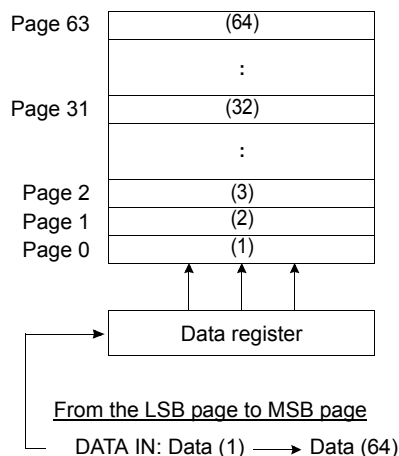 Page 63 (64)
:
Page 31 (32)
:
Page 2 (3)
Page 1 (2)
Page 0 (1)
Data register
From the LSB page to MSB page
DATA IN: Data (1) Data (64)